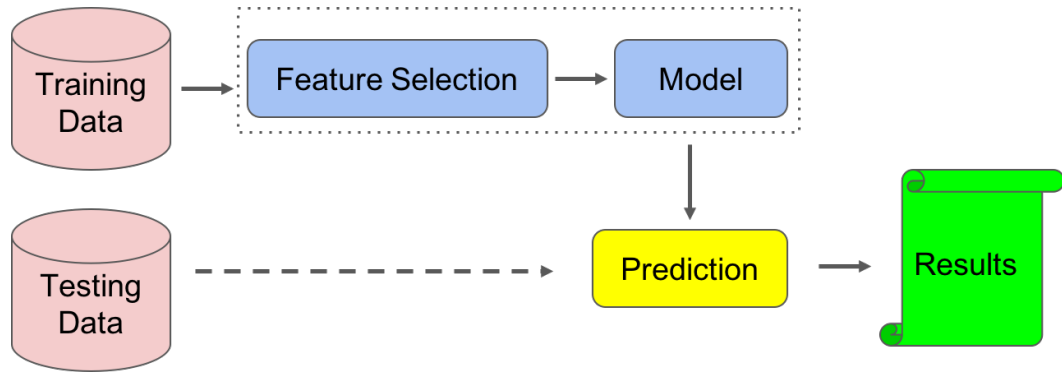 Training
Data
Feature Selection
Model
Testing
Data
Prediction
Results